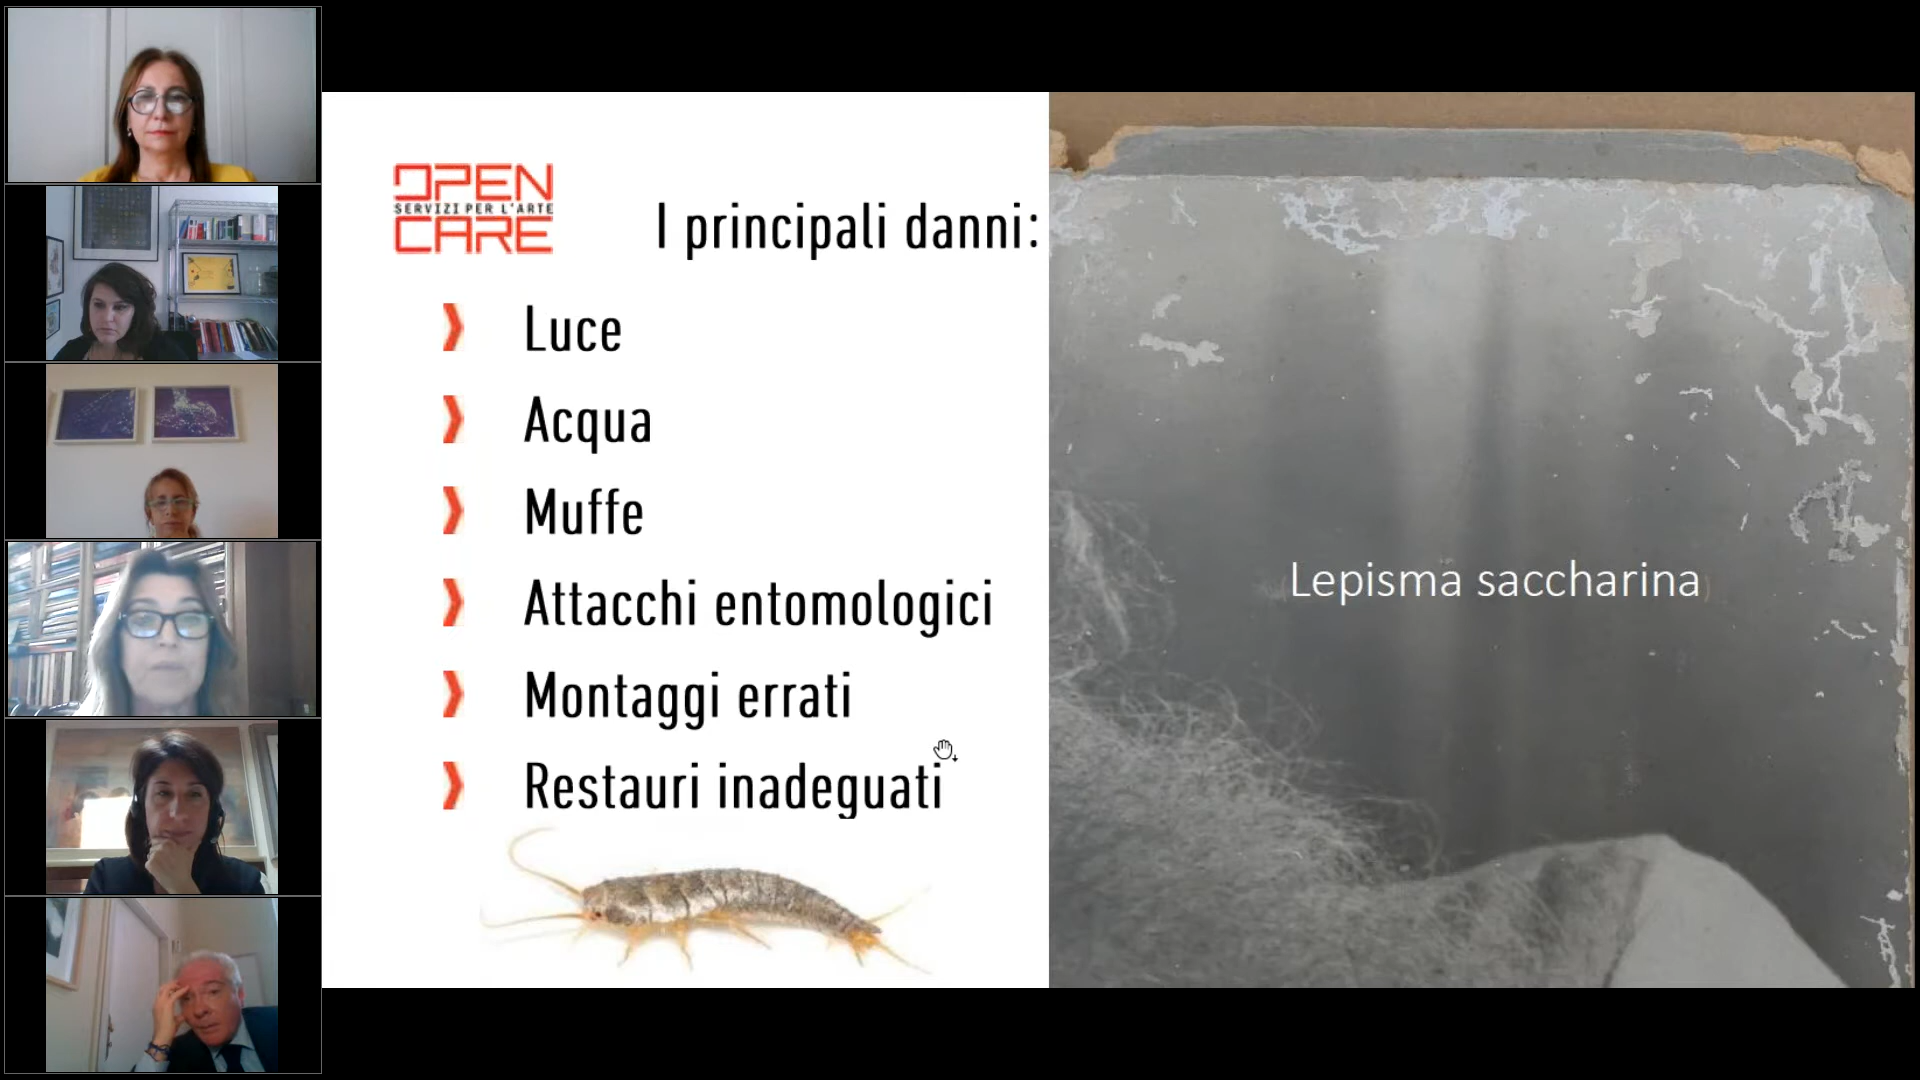 OPEN
SERVIZI PER L'ARTE
CARE
I principali danni:
Luce
Acqua
Muffe
Attacchi entomologici
Montaggi errati
Restauri inadeguati
Lepisma saccharina